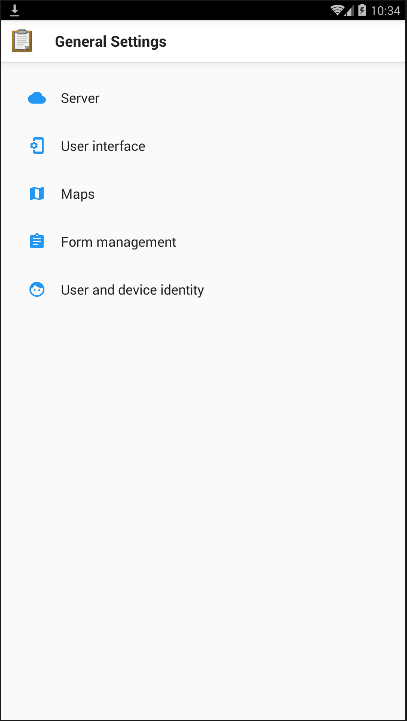 10:34
General Settings
Server
User interface
Maps
Form management
User and device identity